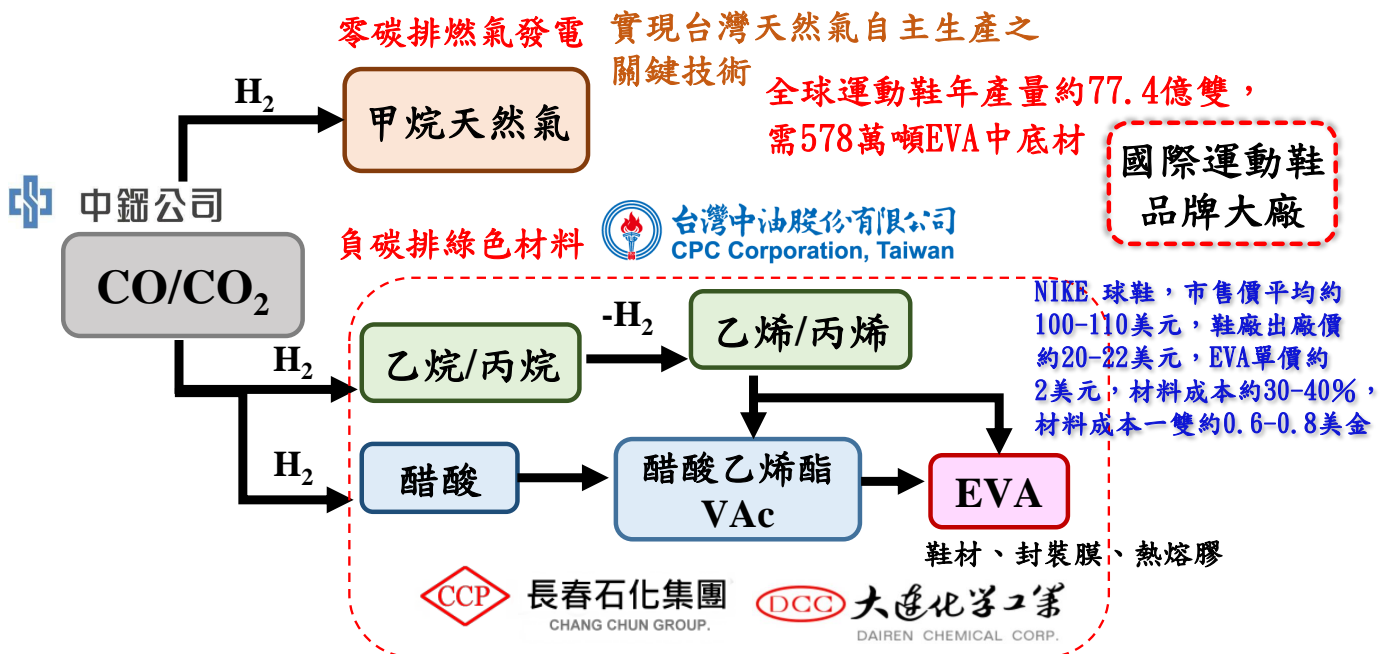 零碳排燃氣發電
實現台灣天然氣自主生產之
關鍵技術
H2
甲烷天然氣
全球運動鞋年產量約77.4億雙，
需578萬噸EVA中底材
國際運動鞋
品牌大廠
中鋼公司
CO/CO2
負碳排綠色材料
台灣中油股份有限公司
CPC Corporation, Taiwan
NIKE 球鞋，市售價平均約
100-110美元，鞋廠出廠價
約20-22美元，EVA單價約
2美元，材料成本約30-40%，
材料成本一雙約0.6-0.8美金
H2
乙烷/丙烷
-H2
乙烯/丙烯
H2
醋酸
醋酸乙烯酯
VAc
EVA
鞋材、封裝膜、熱熔膠
CCP
長春石化集團
CHANG CHUN GROUP.
DCC
大連化學工業
DAIREN CHEMICAL CORP.